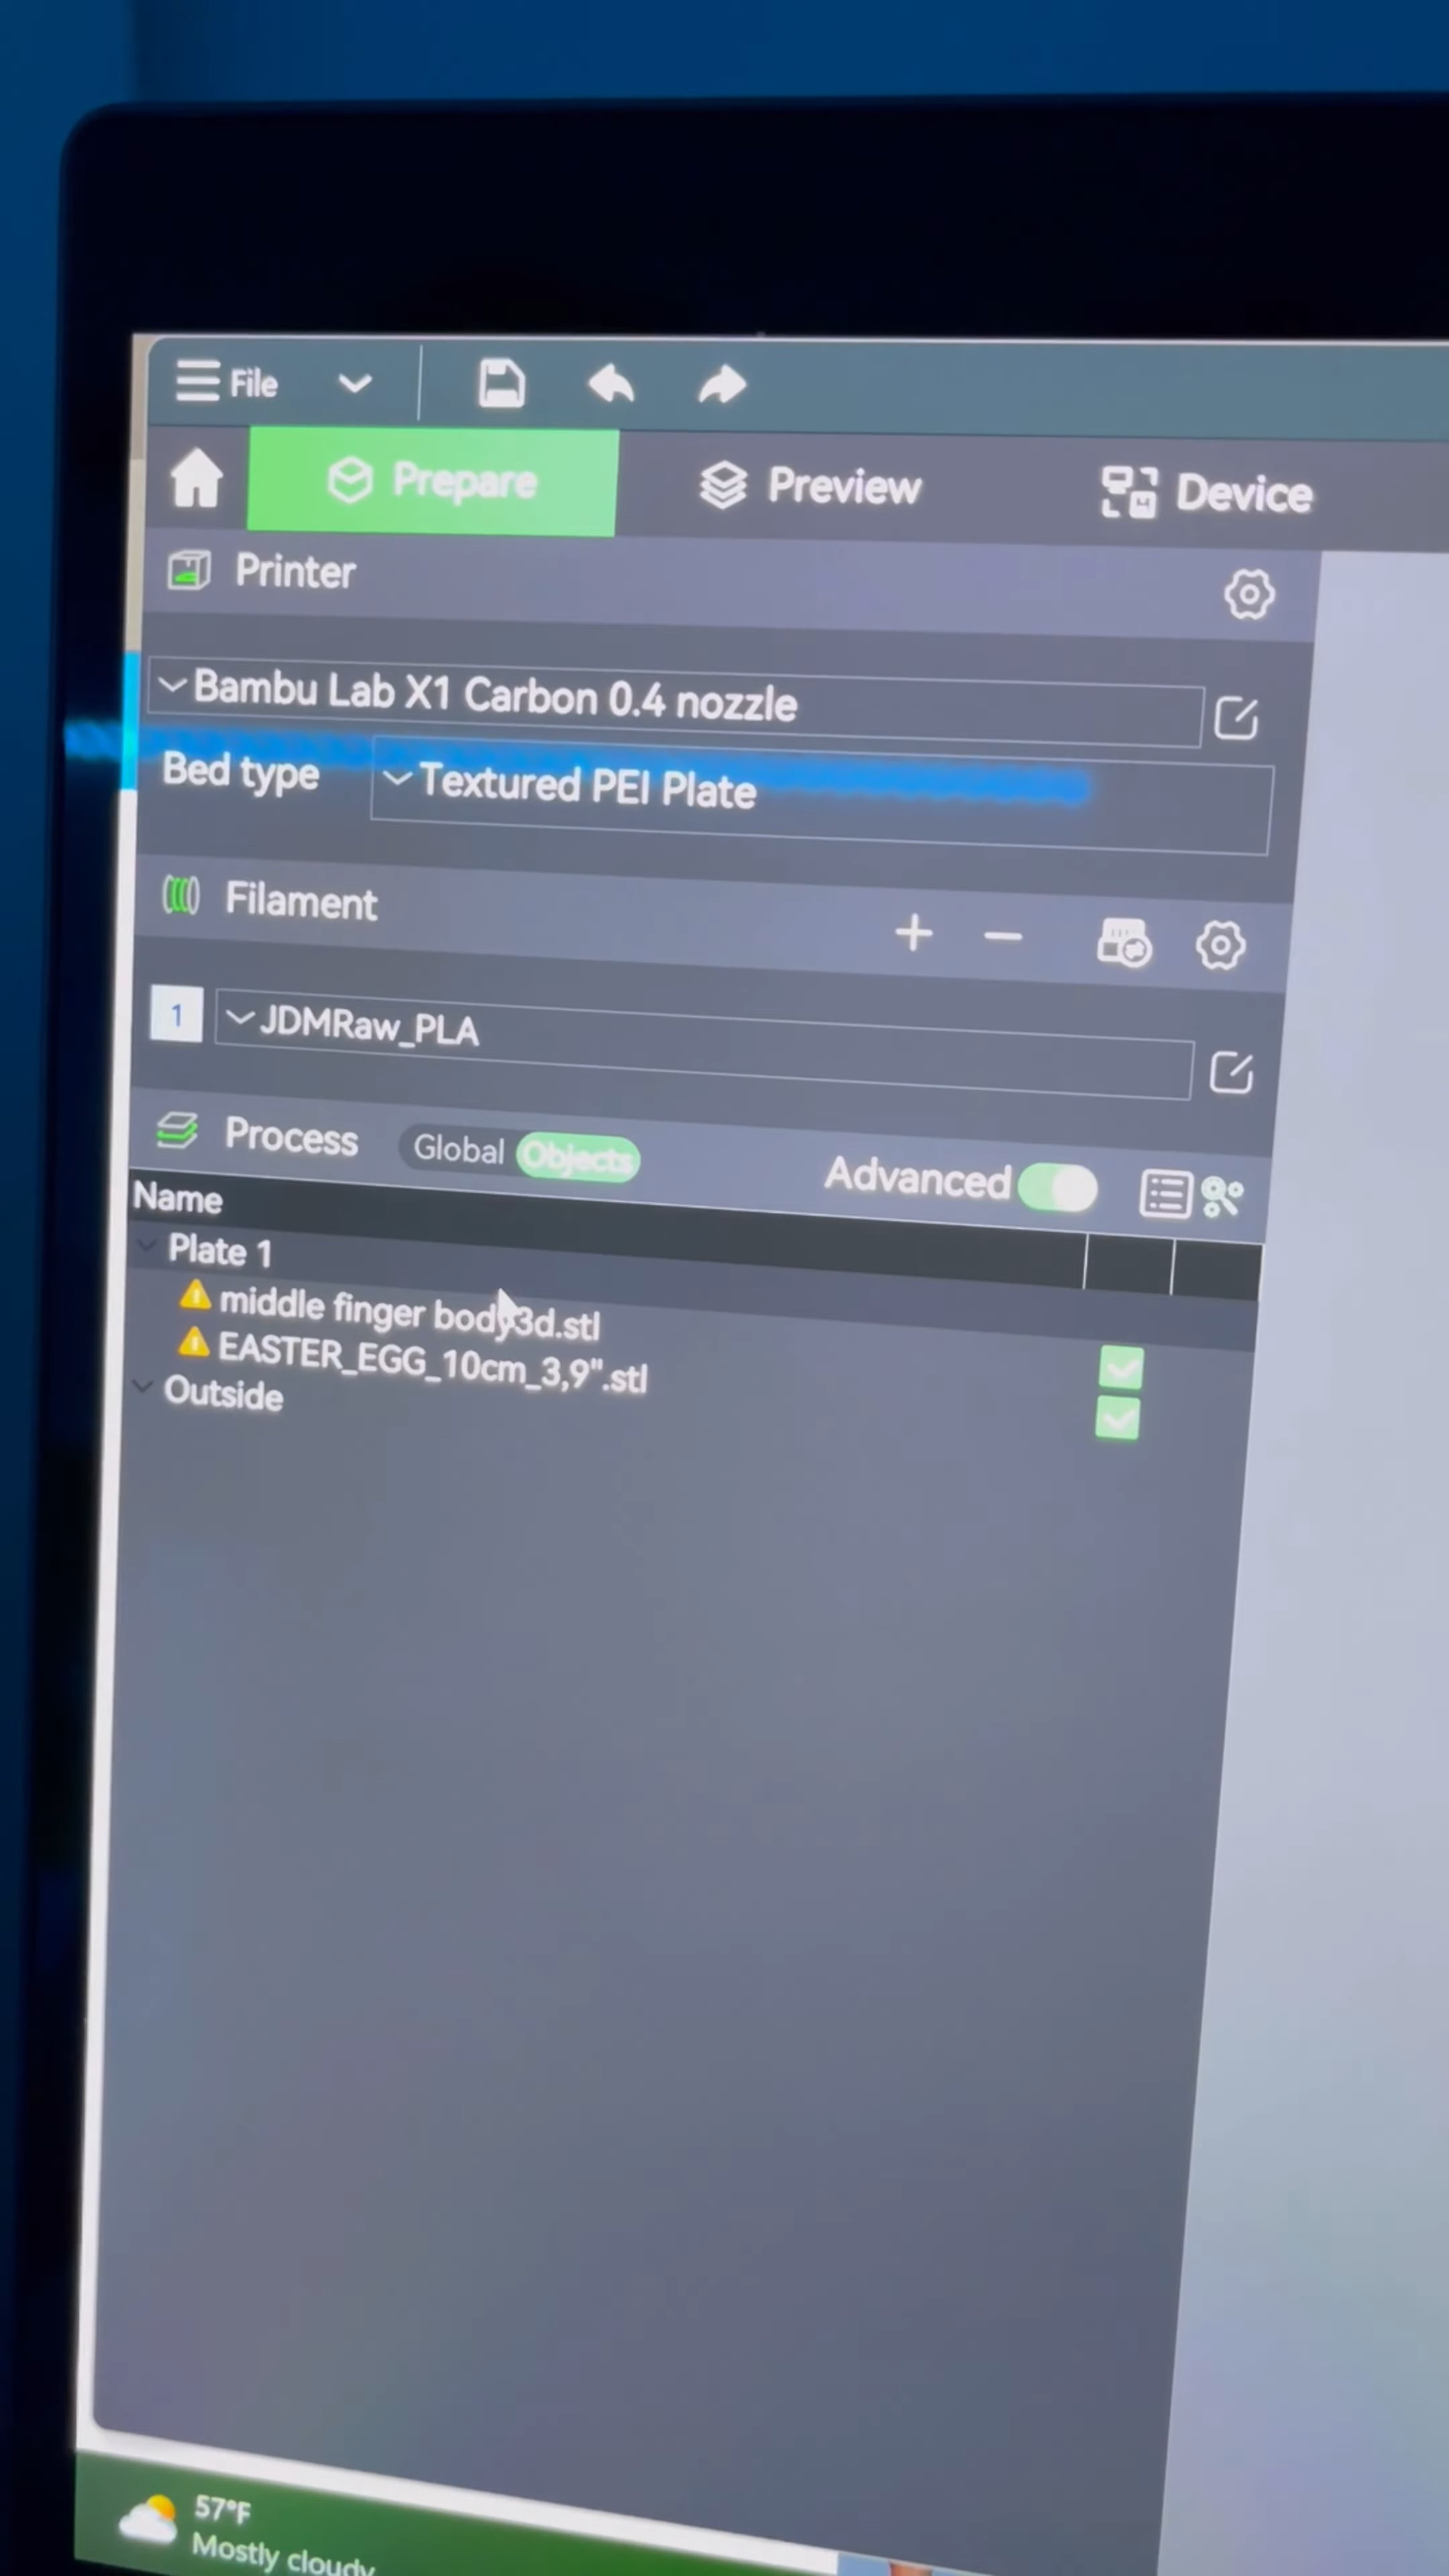 File
Prepare Preview Device
Printer
Bambu Lab X1 Carbon 0.4 nozzle
Bed type Textured PEI Plate
Filament
1 JDMRaw_PLA
Process Global Objects Advanced
Name
Plate 1
middle finger body3d.stl
EASTER_EGG_10cm_3,9".stl
Outside
57°F
Mostly cloudy